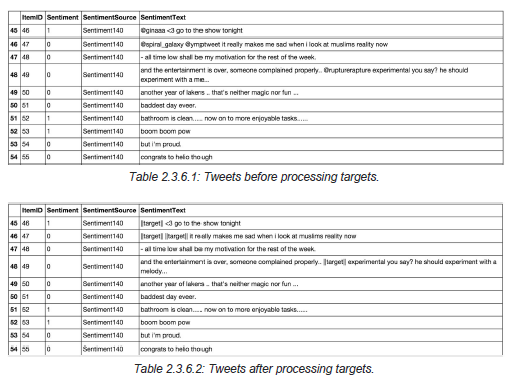 ItemID Sentiment SentimentSource SentimentText
45 46 1 Sentiment140 @ginaaa <3 go to the show tonight
46 47 0 Sentiment140 @spiral_galaxy @ymptweet it really makes me sad when i look at muslims reality now
47 48 0 Sentiment140 - all time low shall be my motivation for the rest of the week.
48 49 0 Sentiment140 and the entertainment is over, someone complained properly.. @rupturerapture experimental you say? he should
experiment with a me...
49 50 0 Sentiment140 another year of lakers .. that's neither magic nor fun ...
50 51 0 Sentiment140 baddest day eveer.
51 52 1 Sentiment140 bathroom is clean..... now on to more enjoyable tasks......
52 53 1 Sentiment140 boom boom pow
53 54 0 Sentiment140 but i'm proud.
54 55 0 Sentiment140 congrats to helio though
Table 2.3.6.1: Tweets before processing targets.
ItemID Sentiment SentimentSource SentimentText
45 46 1 Sentiment140 ||target|| <3 go to the show tonight
46 47 0 Sentiment140 ||target|| ||target|| it really makes me sad when i look at muslims reality now
47 48 0 Sentiment140 - all time low shall be my motivation for the rest of the week.
48 49 0 Sentiment140 and the entertainment is over, someone complained properly.. ||target|| experimental you say? he should experiment with a
melody...
49 50 0 Sentiment140 another year of lakers .. that's neither magic nor fun ...
50 51 0 Sentiment140 baddest day eveer.
51 52 1 Sentiment140 bathroom is clean..... now on to more enjoyable tasks......
52 53 1 Sentiment140 boom boom pow
53 54 0 Sentiment140 but i'm proud.
54 55 0 Sentiment140 congrats to helio though
Table 2.3.6.2: Tweets after processing targets.